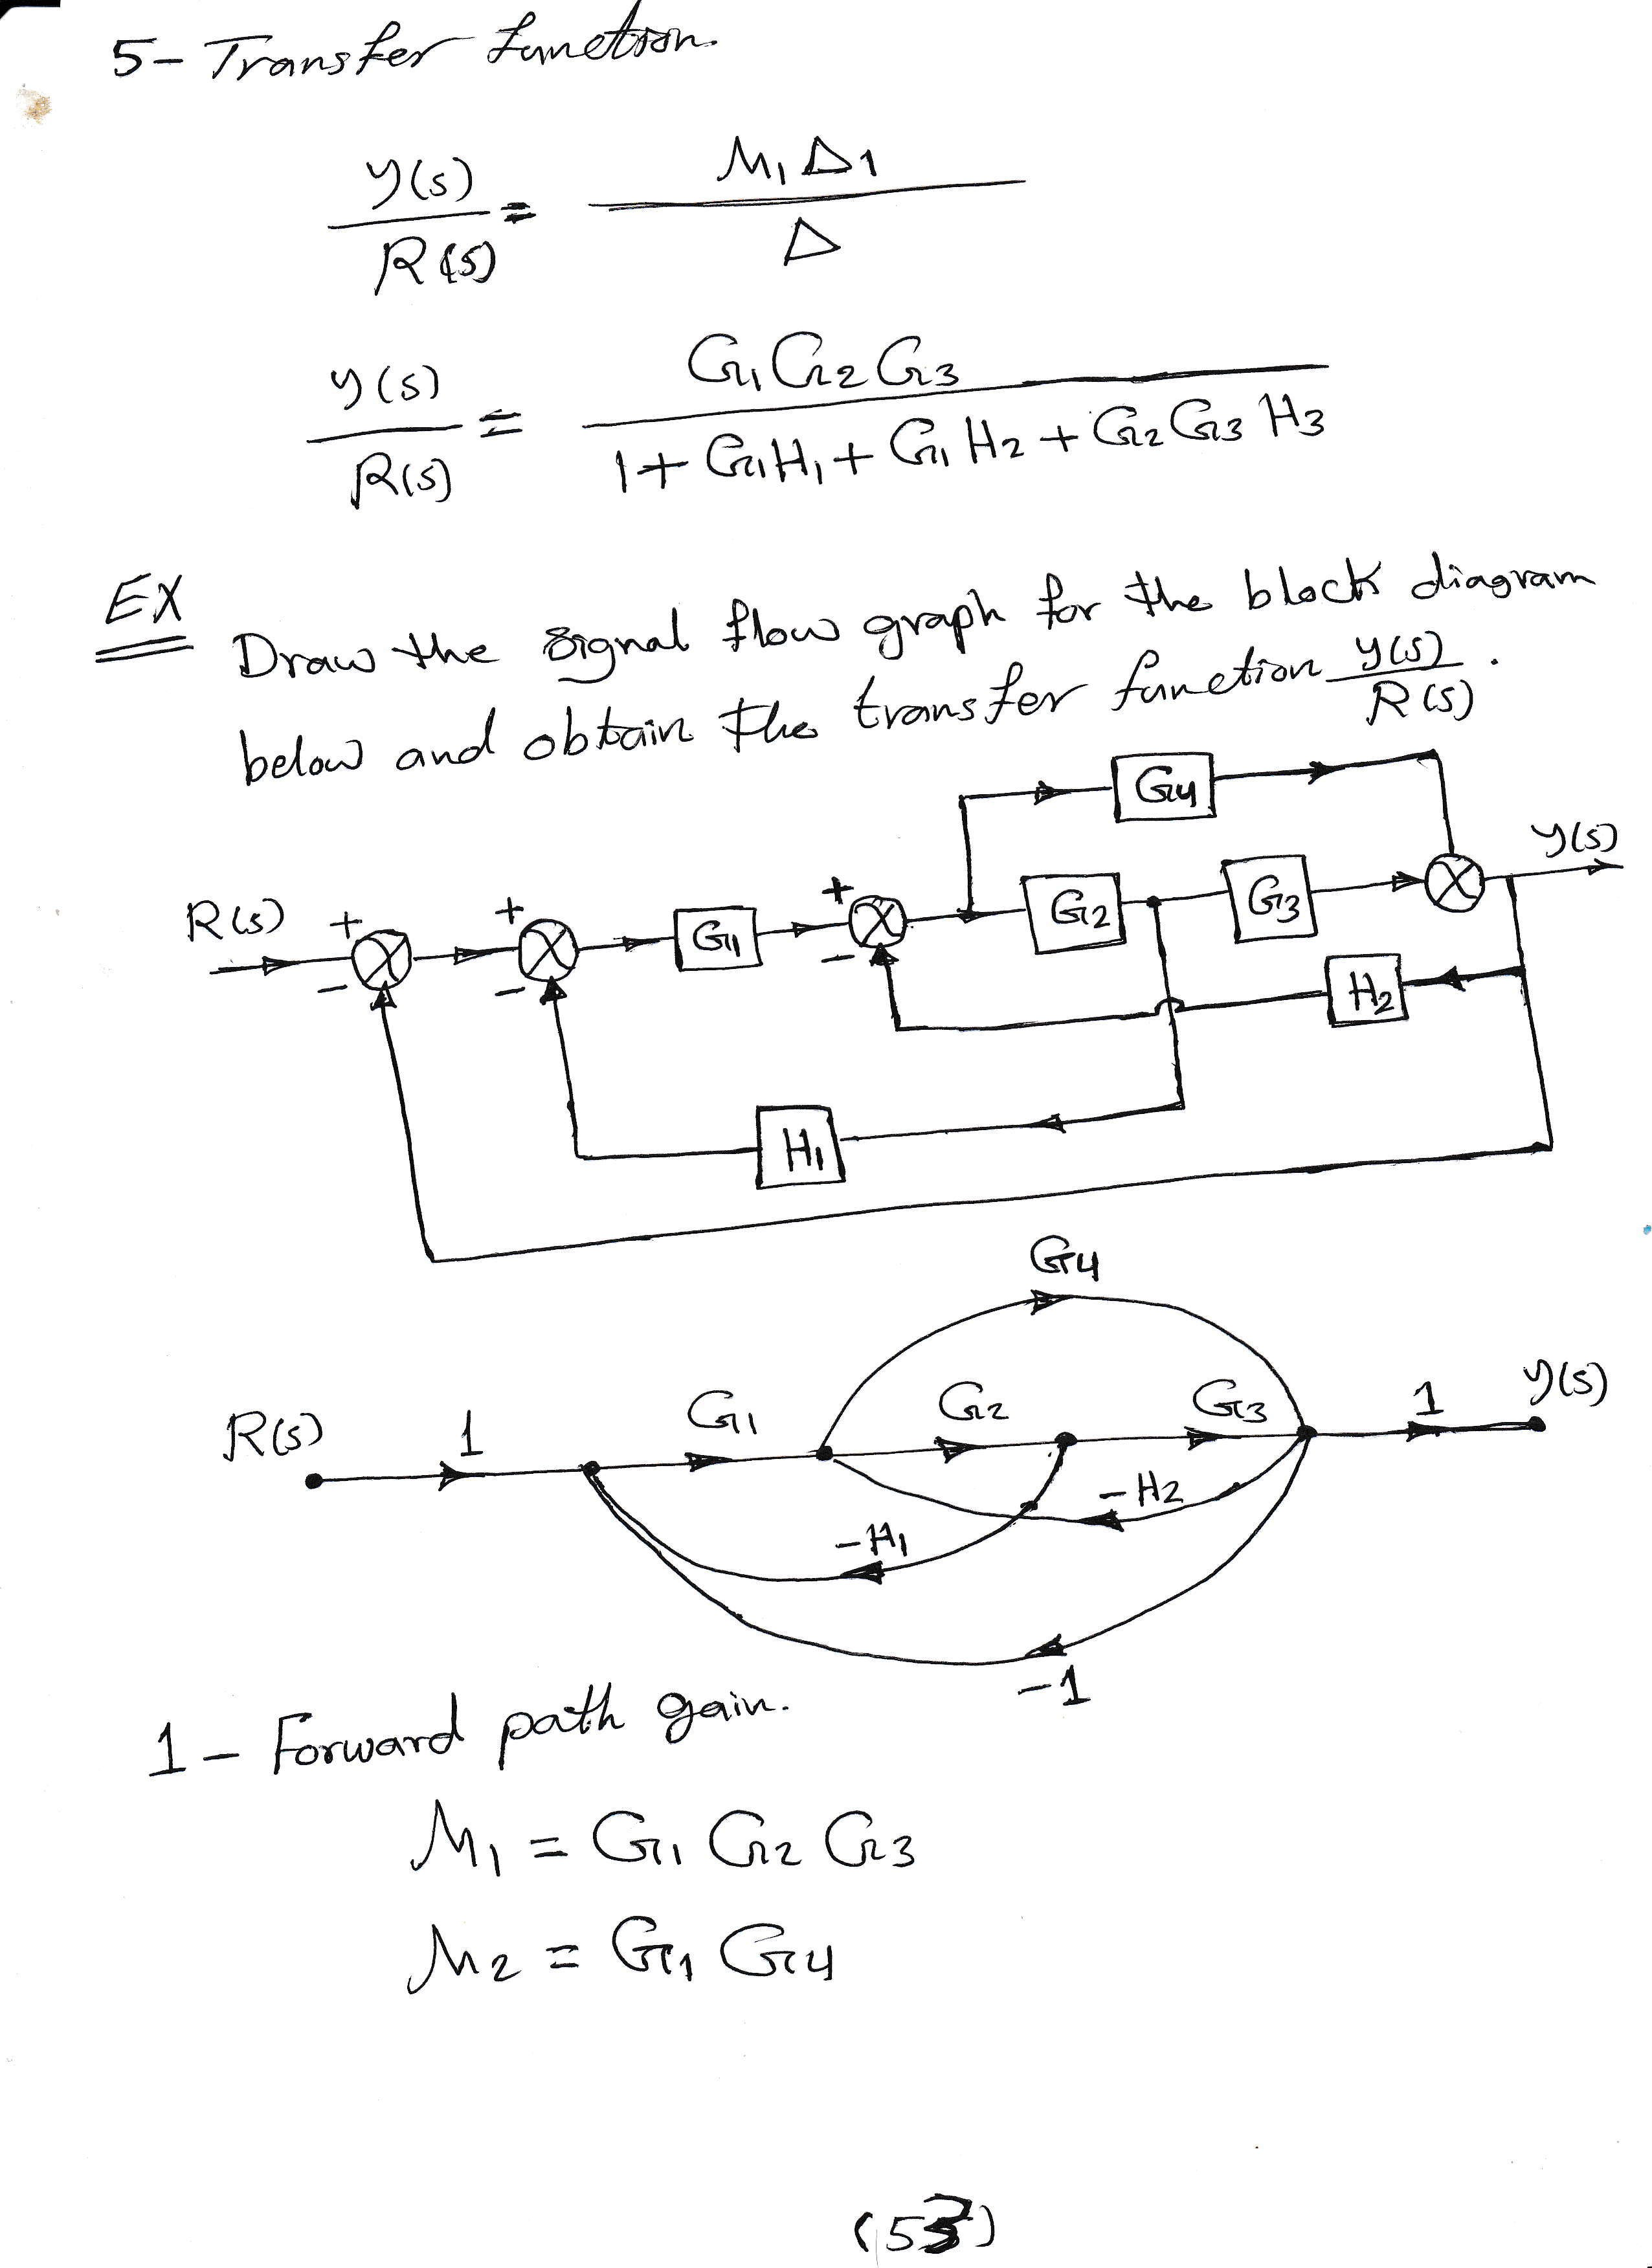 5- Transfer function.
y(s)/R(s) = M1 Δ1 / Δ
y(s)/R(s) = G1 G2 G3 / 1 + G1H1 + G1 H2 + G2 G3 H3
EX
Draw the signal flow graph for the block diagram
below and obtain the transfer function y(s)/R(s).
G4
R(s) + − + − G1 + − G2 G3 y(s)
H2
H1
G4
R(s) 1 G1 G2 G3 1 y(s)
-H2
-H1
-1
1- Forward path gain.
M1 = G1 G2 G3
M2 = G1 G4
(53)